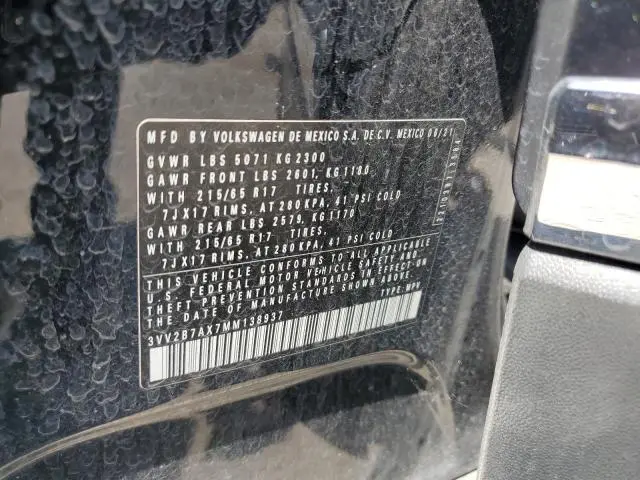 MFD BY VOLKSWAGEN DE MEXICO S.A. DE C.V. MEXICO 06/21
GVWR LBS 5071 KG 2300
GAWR FRONT LBS 2601, KG 1180
WITH 215/65 R17 TIRES,
7JX17 RIMS, AT 280 KPA, 41 PSI COLD
GAWR REAR LBS 2579, KG 1170
WITH 215/65 R17 TIRES,
7JX17 RIMS, AT 280 KPA, 41 PSI COLD
THIS VEHICLE CONFORMS TO ALL APPLICABLE
U.S. FEDERAL MOTOR VEHICLE SAFETY AND
THEFT PREVENTION STANDARDS IN EFFECT ON
THE DATE OF MANUFACTURE SHOWN ABOVE.
3VV2B7AX7MM138937 TYPE: MPV